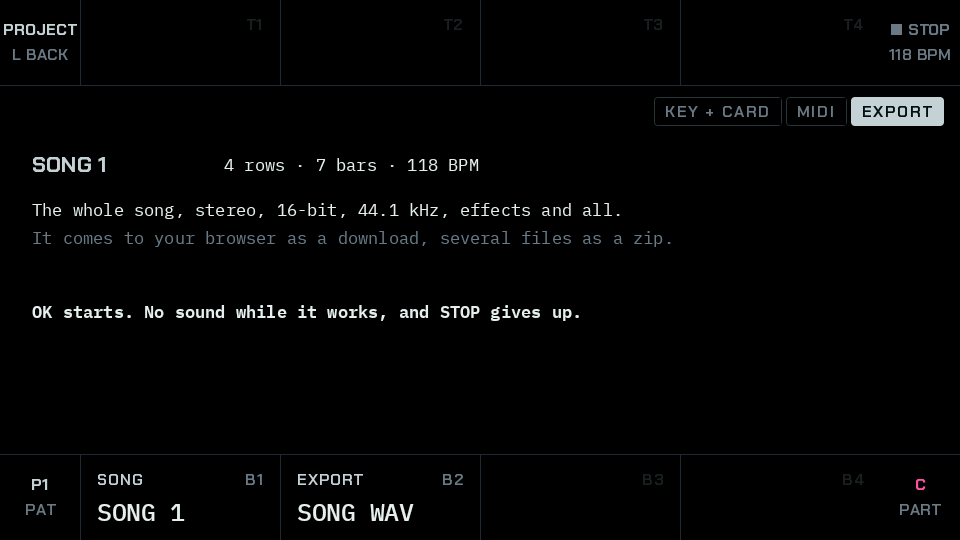 PROJECT
L BACK
T1
T2
T3
T4
STOP
118 BPM
KEY + CARD
MIDI
EXPORT
SONG 1
4 rows · 7 bars · 118 BPM
The whole song, stereo, 16-bit, 44.1 kHz, effects and all.
It comes to your browser as a download, several files as a zip.
OK starts. No sound while it works, and STOP gives up.
P1
PAT
SONG
B1
SONG 1
EXPORT
B2
SONG WAV
B3
B4
C
PART